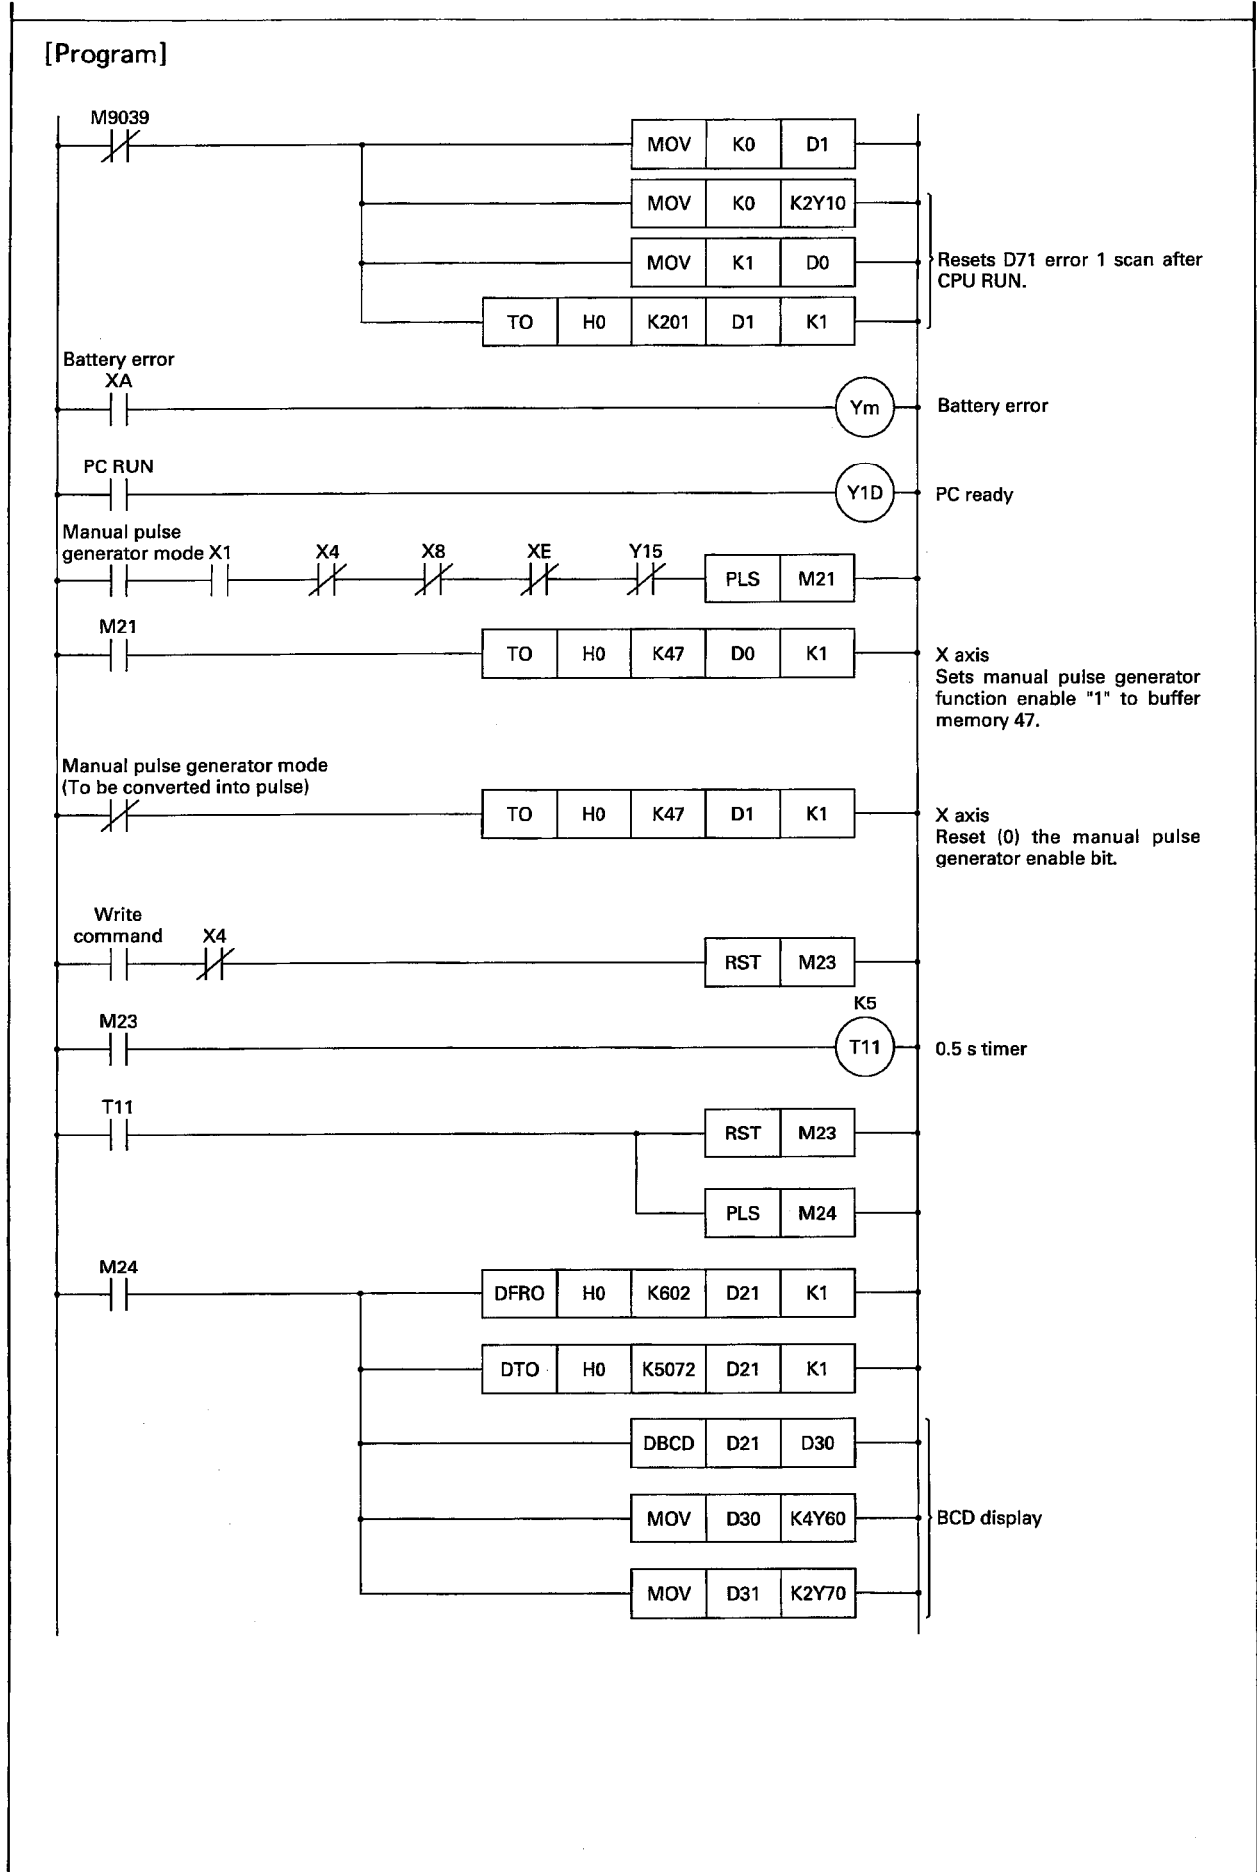 [Program]
M9039
MOV K0 D1
MOV K0 K2Y10
MOV K1 D0
Resets D71 error 1 scan after
CPU RUN.
TO H0 K201 D1 K1
Battery error
XA
Ym
Battery error
PC RUN
Y1D
PC ready
Manual pulse
generator mode X1 X4 X8 XE Y15
PLS M21
M21
TO H0 K47 D0 K1
X axis
Sets manual pulse generator
function enable "1" to buffer
memory 47.
Manual pulse generator mode
(To be converted into pulse)
TO H0 K47 D1 K1
X axis
Reset (0) the manual pulse
generator enable bit.
Write
command X4
RST M23
K5
M23
T11
0.5 s timer
T11
RST M23
PLS M24
M24
DFRO H0 K602 D21 K1
DTO H0 K5072 D21 K1
DBCD D21 D30
MOV D30 K4Y60
BCD display
MOV D31 K2Y70